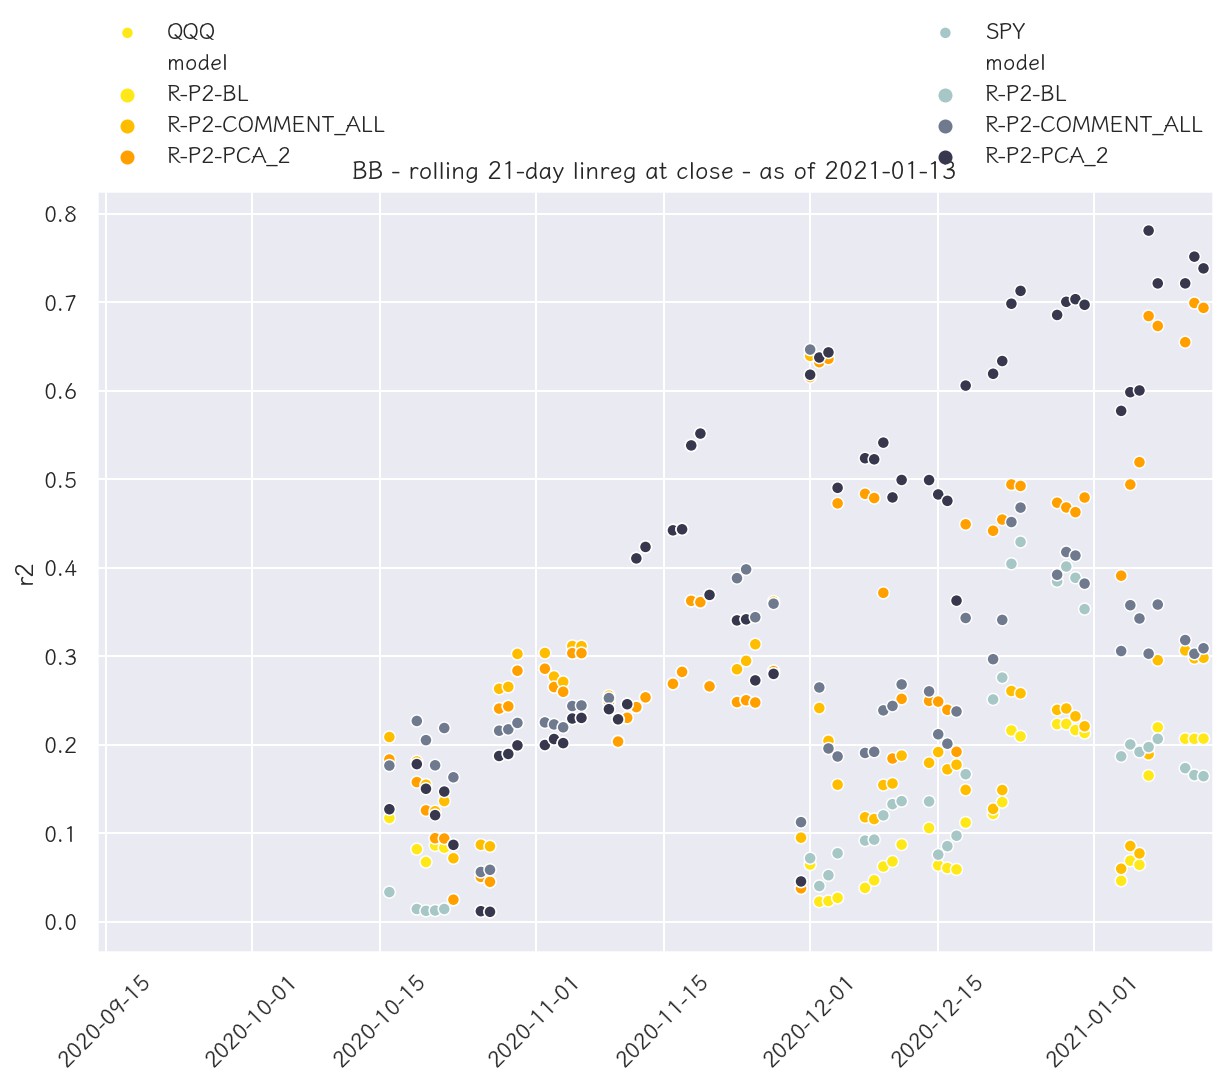 QQQ
model
R-P2-BL
R-P2-COMMENT_ALL
R-P2-PCA_2
SPY
model
R-P2-BL
R-P2-COMMENT_ALL
R-P2-PCA_2
BB - rolling 21-day linreg at close - as of 2021-01-13
0.8
0.7
0.6
0.5
0.4
0.3
0.2
0.1
0.0
r2
2020-09-15
2020-10-01
2020-10-15
2020-11-01
2020-11-15
2020-12-01
2020-12-15
2021-01-01